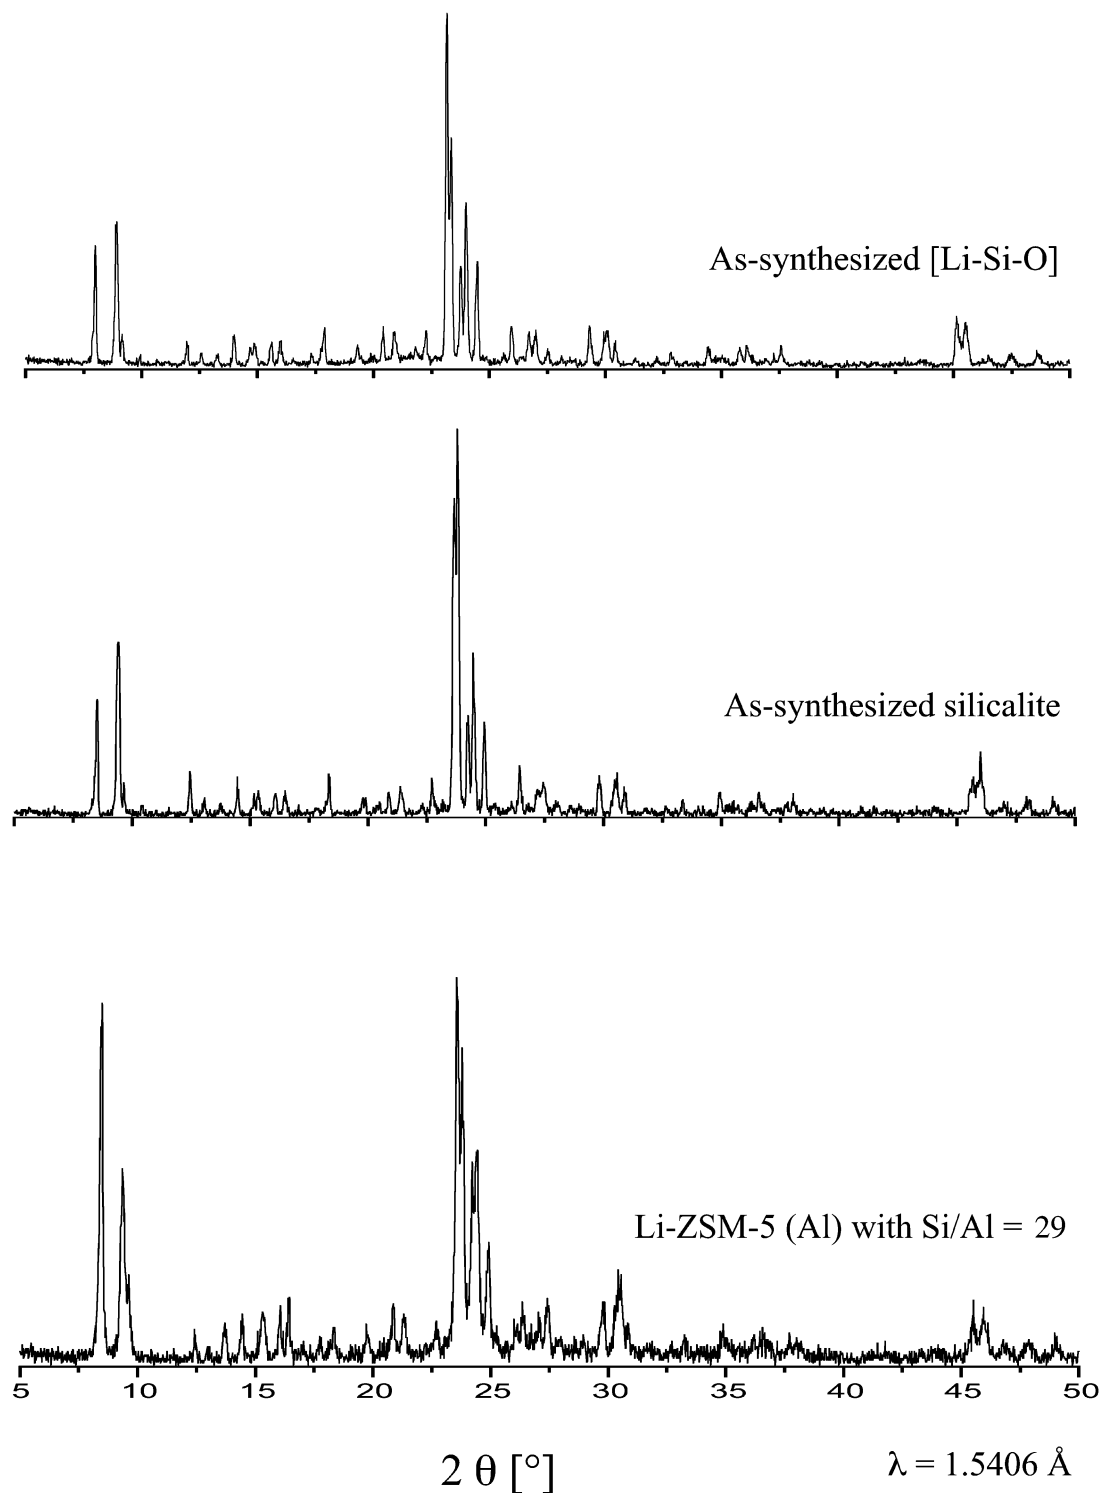 As-synthesized [Li-Si-O]
As-synthesized silicalite
Li-ZSM-5 (Al) with Si/Al = 29
5 10 15 20 25 30 35 40 45 50
2 θ [°]
λ = 1.5406 Å